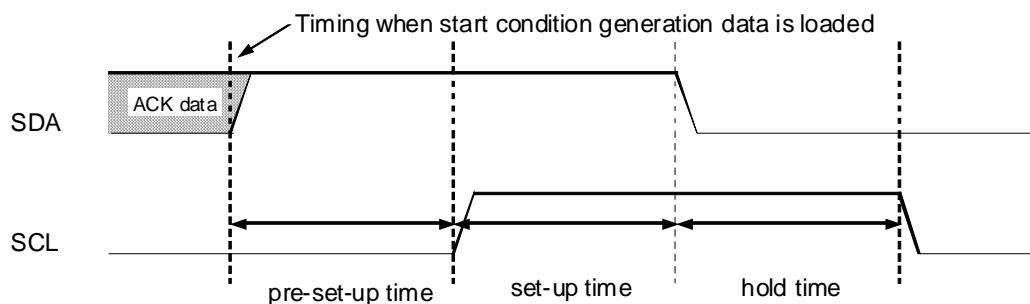 Timing when start condition generation data is loaded
ACK data
SDA
SCL
pre-set-up time
set-up time
hold time